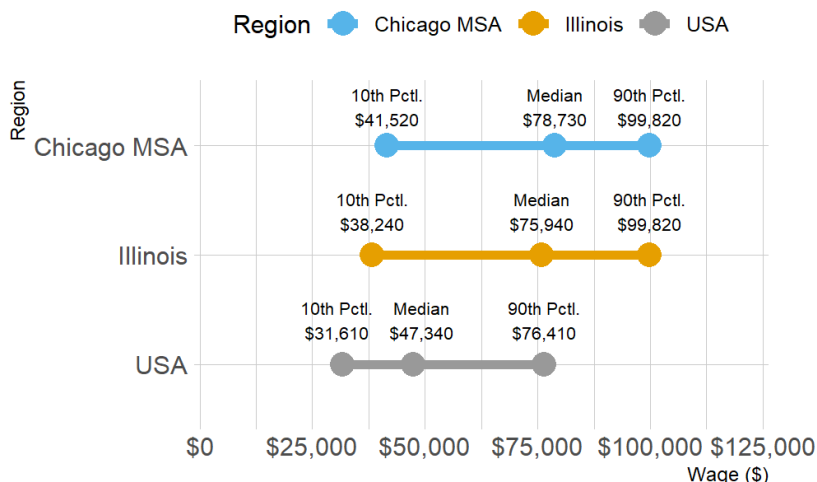 Region Chicago MSA Illinois USA
Region
10th Pctl. Median 90th Pctl.
$41,520 $78,730 $99,820
Chicago MSA
10th Pctl. Median 90th Pctl.
$38,240 $75,940 $99,820
Illinois
10th Pctl. Median 90th Pctl.
$31,610 $47,340 $76,410
USA
$0 $25,000 $50,000 $75,000 $100,000 $125,000
Wage ($)